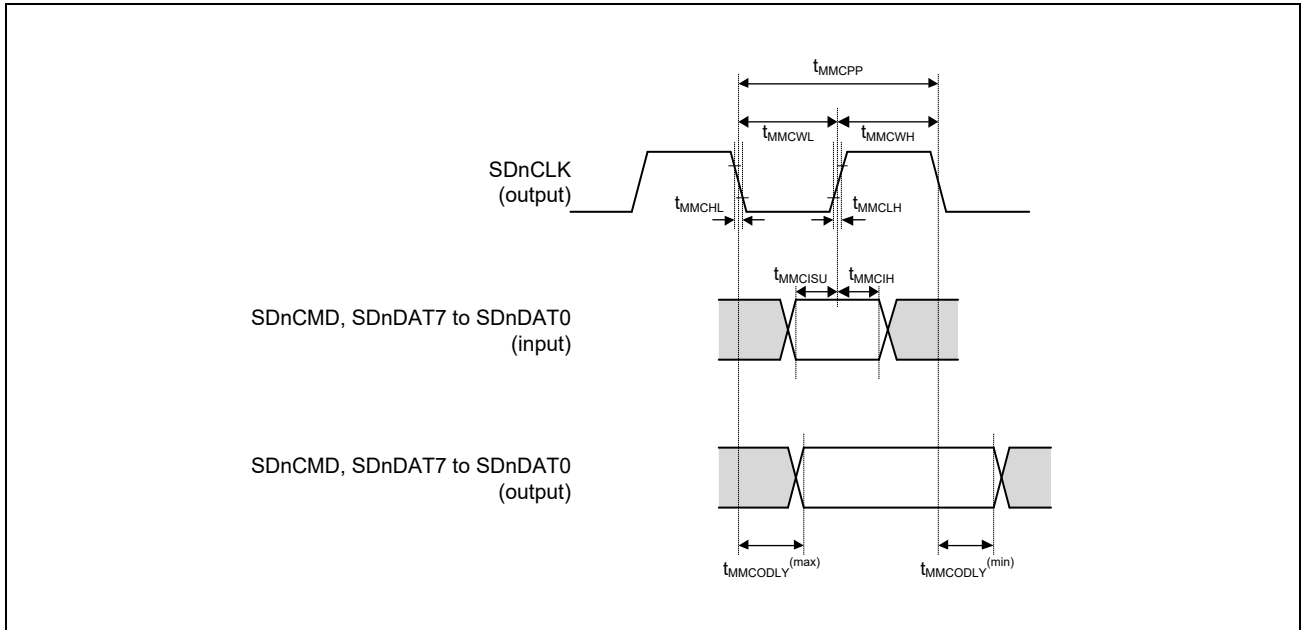 tMMCPP
tMMCWL tMMCWH
SDnCLK
(output)
tMMCHL tMMCLH
tMMCISU tMMCIH
SDnCMD, SDnDAT7 to SDnDAT0
(input)
SDnCMD, SDnDAT7 to SDnDAT0
(output)
tMMCODLY(max) tMMCODLY(min)